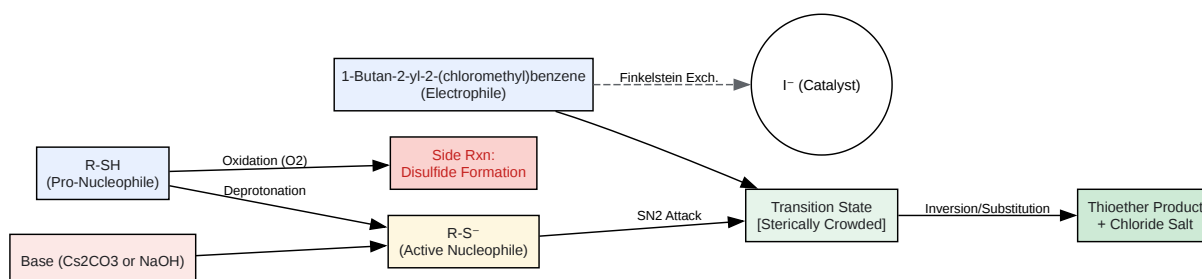 1-Butan-2-yl-2-(chloromethyl)benzene
(Electrophile)
Finkelstein Exch.
I⁻ (Catalyst)
R-SH
(Pro-Nucleophile)
Oxidation (O2)
Side Rxn:
Disulfide Formation
Deprotonation
Base (Cs2CO3 or NaOH)
R-S⁻
(Active Nucleophile)
SN2 Attack
Transition State
[Sterically Crowded]
Inversion/Substitution
Thioether Product
+ Chloride Salt